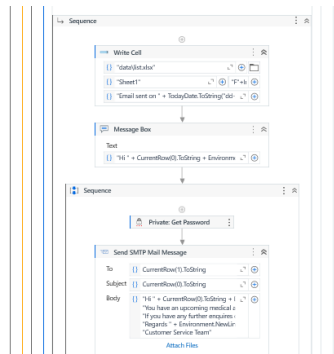 Sequence
Write Cell
"data\list.xlsx"
"Sheet1"
"Email sent on " + TodayDate.ToString("dd-
Message Box
Text
"Hi " + CurrentRow(0).ToString + Environme
Sequence
Private: Get Password
Send SMTP Mail Message
To CurrentRow(1).ToString
Subject CurrentRow(0).ToString
Body "Hi " + CurrentRow(0).ToString +
"You have an upcoming medical
"If you have any further enquires
"Regards " + Environment.NewLin
"Customer Service Team"
Attach Files